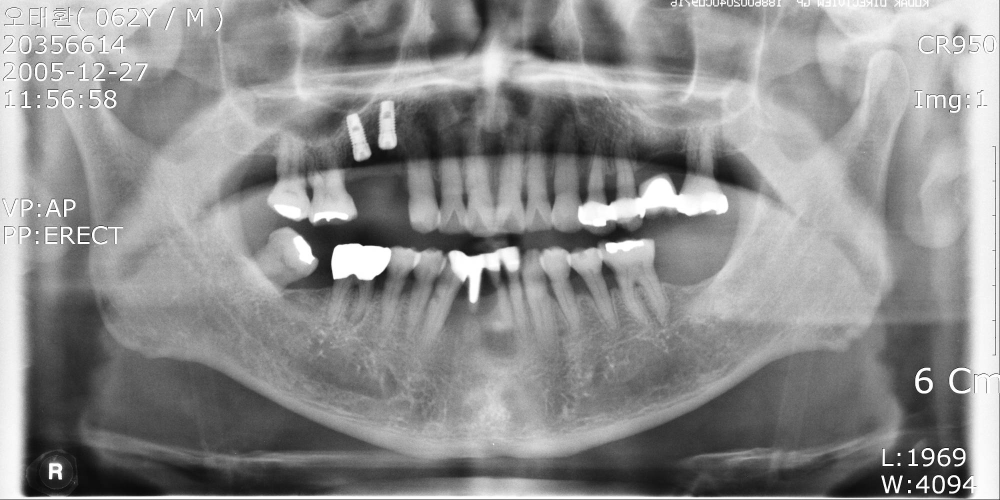 오태환( 062Y / M )
20356614
2005-12-27
11:56:58
CR950
Img:1
VP:AP
PP:ERECT
6 Cm
R
L:1969
W:4094